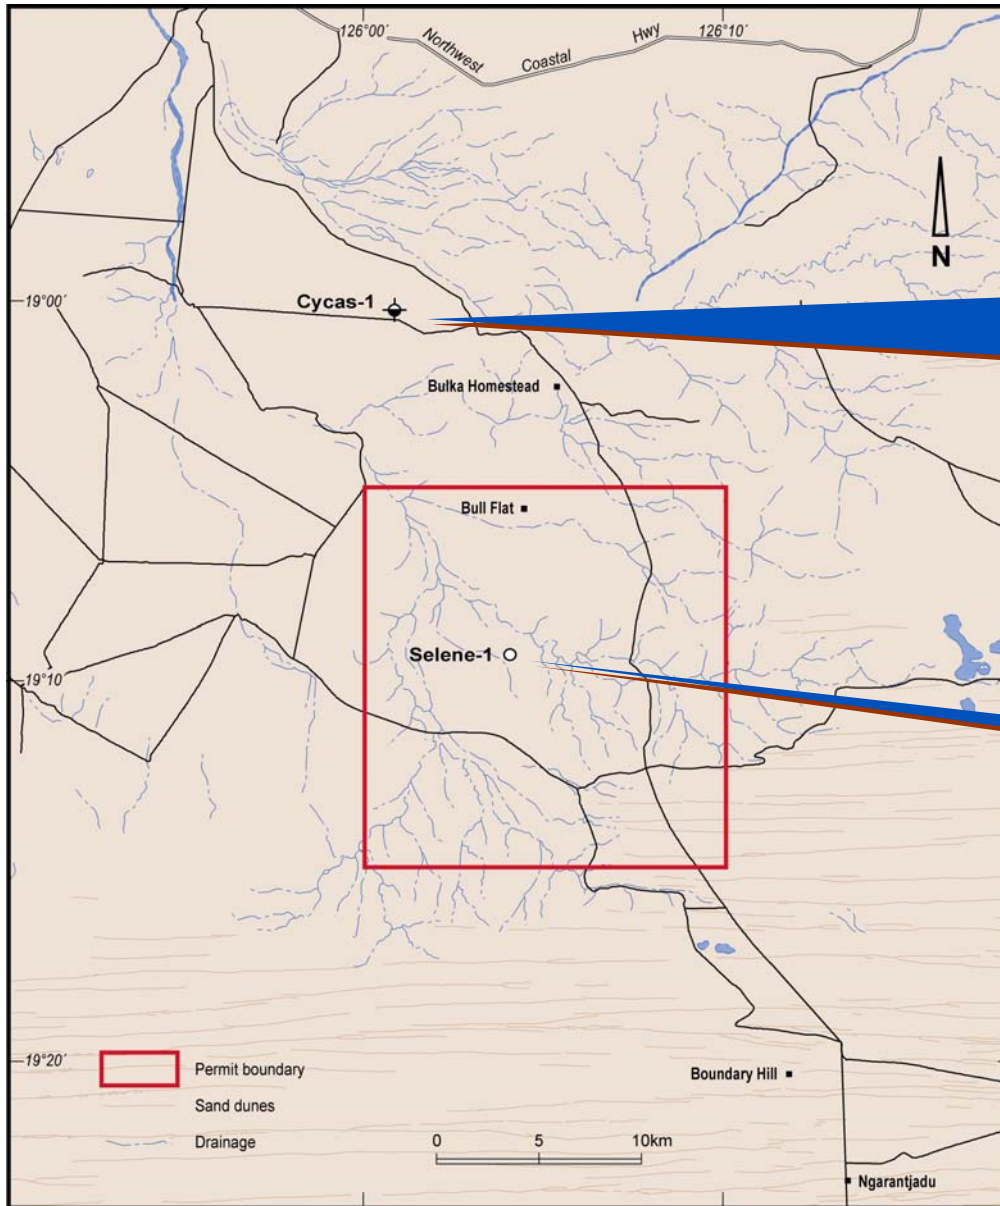 126°00´
126°10´
Northwest Coastal Hwy
N
19°00´
Cycas-1
Bulka Homestead
Bull Flat
Selene-1
19°10´
19°20´
Boundary Hill
Permit boundary
Sand dunes
Drainage
0 5 10km
Ngarantjadu